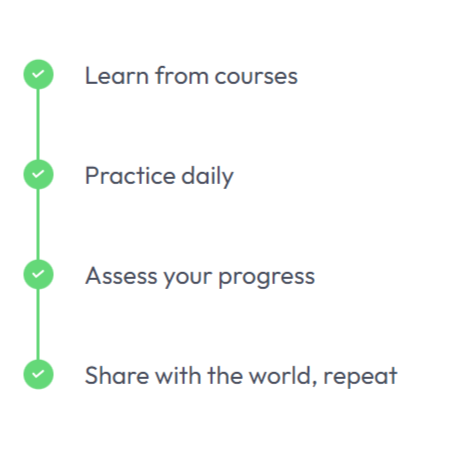 Learn from courses
Practice daily
Assess your progress
Share with the world, repeat